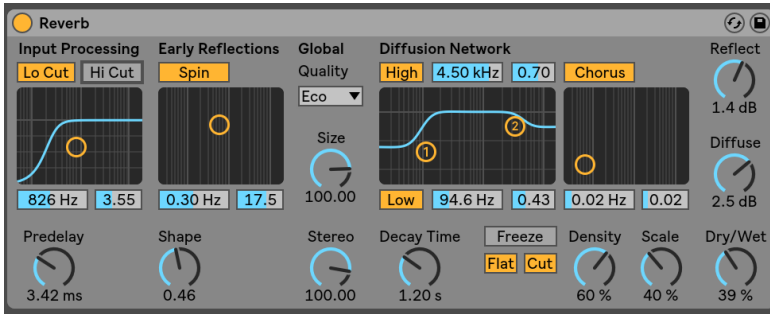 Reverb
Input Processing Early Reflections Global Diffusion Network Reflect
Lo Cut Hi Cut Spin Quality High 4.50 kHz 0.70 Chorus
Eco
1.4 dB
1 2
Size Diffuse
100.00
826 Hz 3.55 0.30 Hz 17.5 Low 94.6 Hz 0.43 0.02 Hz 0.02 2.5 dB
Predelay Shape Stereo Decay Time Freeze Density Scale Dry/Wet
Flat Cut
3.42 ms 0.46 100.00 1.20 s 60 % 40 % 39 %